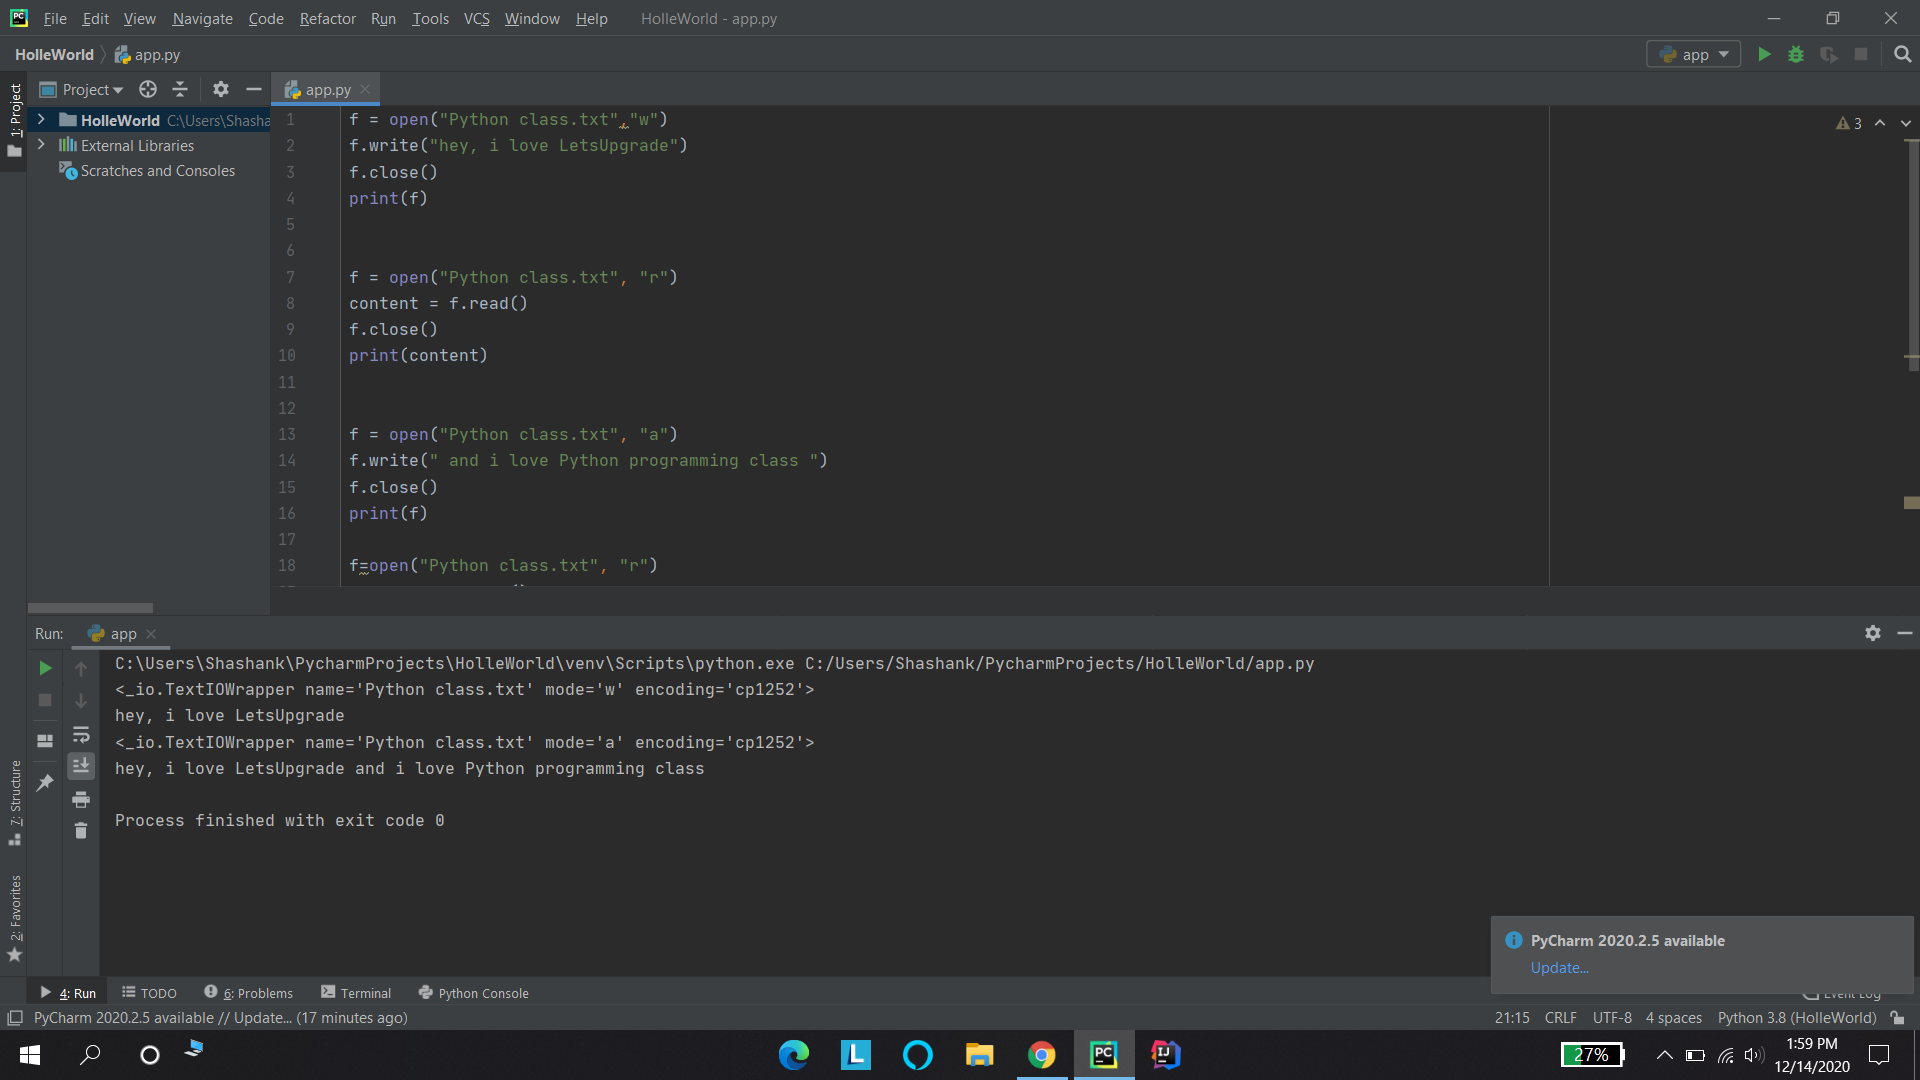 File Edit View Navigate Code Refactor Run Tools VCS Window Help HolleWorld - app.py
HolleWorld app.py app
1: Project
Project app.py
HolleWorld C:\Users\Shasha
External Libraries
Scratches and Consoles
3
1 f = open("Python class.txt","w")
2 f.write("hey, i love LetsUpgrade")
3 f.close()
4 print(f)
5
6
7 f = open("Python class.txt", "r")
8 content = f.read()
9 f.close()
10 print(content)
11
12
13 f = open("Python class.txt", "a")
14 f.write(" and i love Python programming class ")
15 f.close()
16 print(f)
17
18 f=open("Python class.txt", "r")
Run: app
C:\Users\Shashank\PycharmProjects\HolleWorld\venv\Scripts\python.exe C:/Users/Shashank/PycharmProjects/HolleWorld/app.py
<_io.TextIOWrapper name='Python class.txt' mode='w' encoding='cp1252'>
hey, i love LetsUpgrade
<_io.TextIOWrapper name='Python class.txt' mode='a' encoding='cp1252'>
hey, i love LetsUpgrade and i love Python programming class
Process finished with exit code 0
7: Structure
2: Favorites
PyCharm 2020.2.5 available
Update...
4: Run TODO 6: Problems Terminal Python Console Event Log
PyCharm 2020.2.5 available // Update... (17 minutes ago) 21:15 CRLF UTF-8 4 spaces Python 3.8 (HolleWorld)
L PC IJ 27% 1:59 PM
12/14/2020